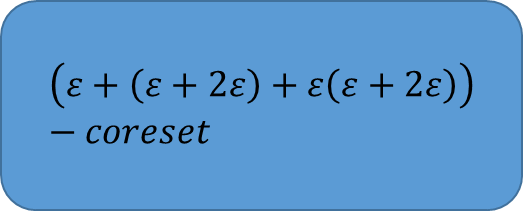 (ε + (ε + 2ε) + ε(ε + 2ε))
− coreset